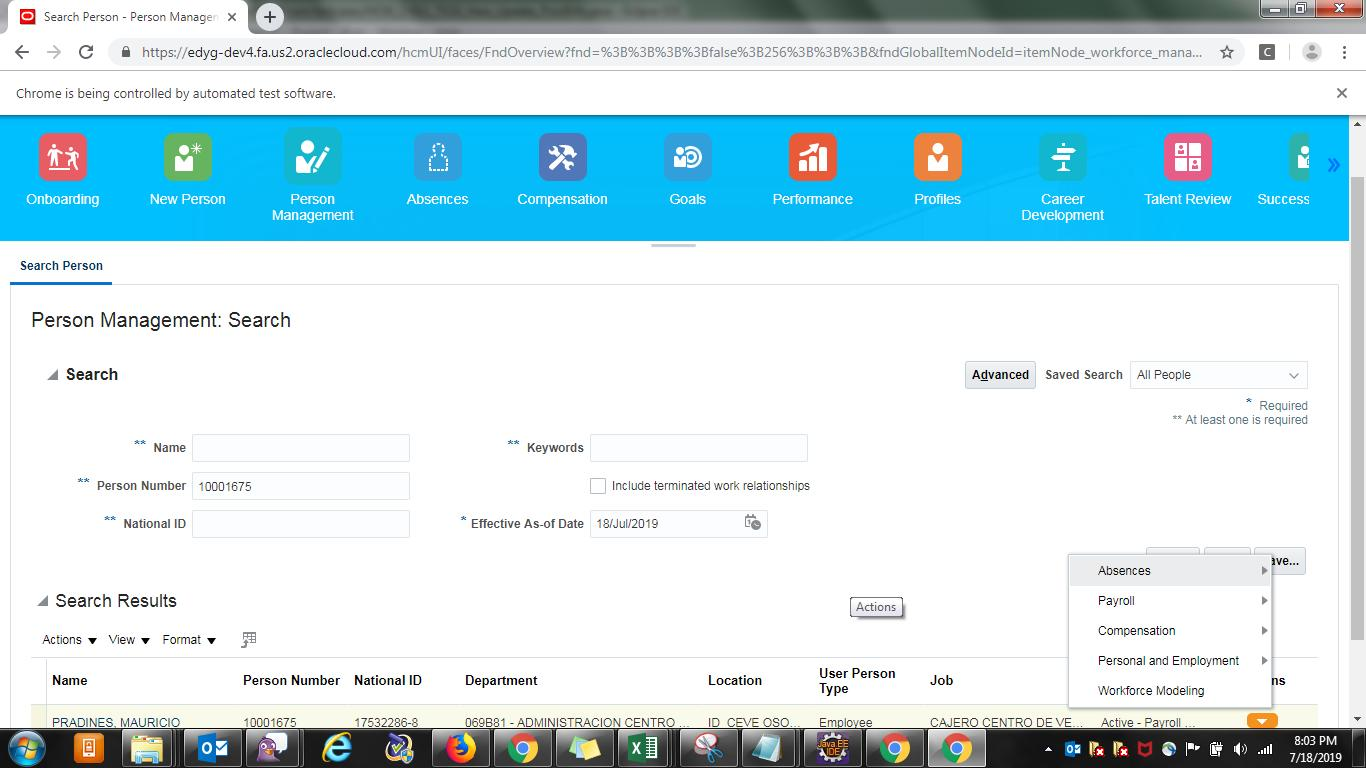 Search Person - Person Managen
https://edyg-dev4.fa.us2.oraclecloud.com/hcmUI/faces/FndOverview?fnd=%3B%3B%3B%3Bfalse%3B256%3B%3B%3B&fndGlobalItemNodeId=itemNode_workforce_mana...
C
Chrome is being controlled by automated test software.
Onboarding
New Person
Person Management
Absences
Compensation
Goals
Performance
Profiles
Career Development
Talent Review
Success
Search Person
Person Management: Search
Search
Advanced Saved Search All People
* Required
** At least one is required
** Name
** Keywords
** Person Number 10001675
Include terminated work relationships
** National ID
* Effective As-of Date 18/Jul/2019
ave...
Absences
Payroll
Compensation
Personal and Employment
Workforce Modeling
Search Results
Actions
Actions View Format
Name Person Number National ID Department Location User Person Type Job ns
PRADINES, MAURICIO 10001675 17532286-8 069B81 - ADMINISTRACION CENTRO ... ID_CEVE OSO... Employee CAJERO CENTRO DE VE... Active - Payroll ...
Java EE
IDE
8:03 PM
7/18/2019